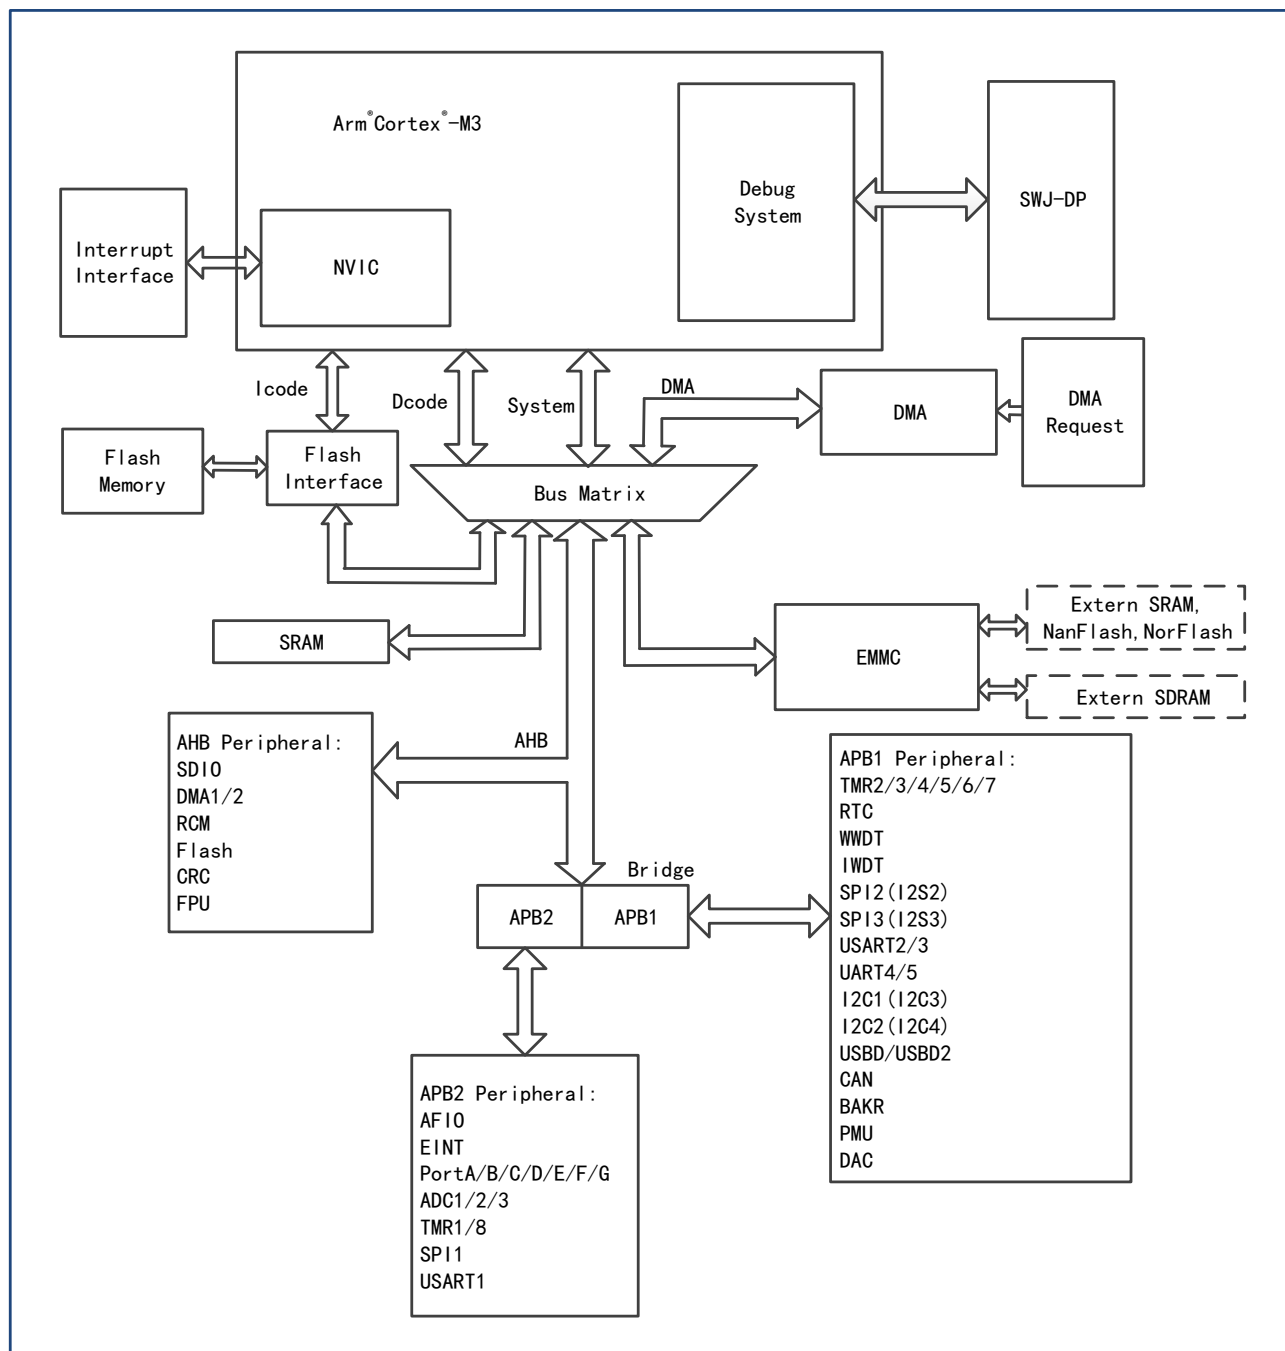 Arm®Cortex®-M3
Debug
System
SWJ-DP
Interrupt
Interface
NVIC
Icode
Dcode
System
DMA
DMA
DMA
Request
Flash
Memory
Flash
Interface
Bus Matrix
SRAM
EMMC
Extern SRAM,
NanFlash,NorFlash
Extern SDRAM
AHB
AHB Peripheral:
SDIO
DMA1/2
RCM
Flash
CRC
FPU
Bridge
APB2
APB1
APB1 Peripheral:
TMR2/3/4/5/6/7
RTC
WWDT
IWDT
SPI2(I2S2)
SPI3(I2S3)
USART2/3
UART4/5
I2C1(I2C3)
I2C2(I2C4)
USBD/USBD2
CAN
BAKR
PMU
DAC
APB2 Peripheral:
AFIO
EINT
PortA/B/C/D/E/F/G
ADC1/2/3
TMR1/8
SPI1
USART1